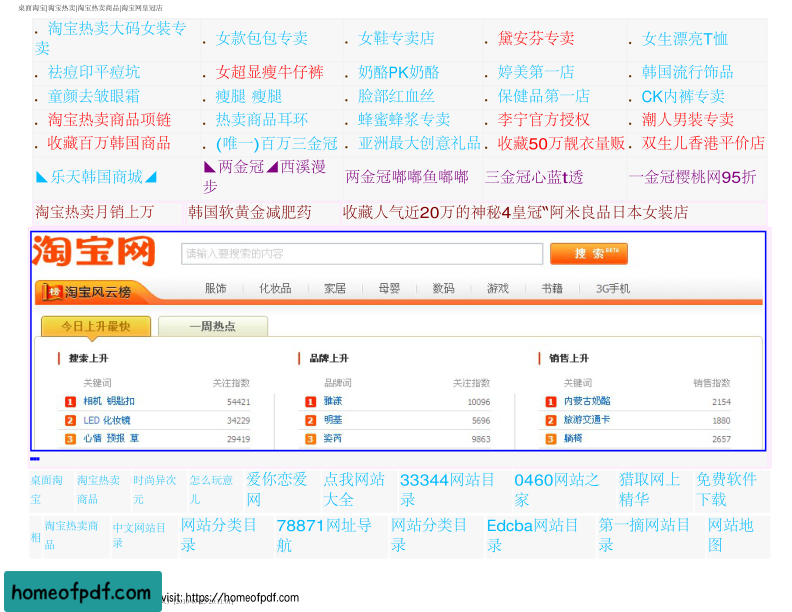 桌面淘宝|淘宝热卖|淘宝热卖商品|淘宝网皇冠店
. 淘宝热卖大码女装专卖 . 女款包包专卖 . 女鞋专卖店 . 黛安芬专卖 . 女生漂亮T恤
. 祛痘印平痘坑 . 女超显瘦牛仔裤 . 奶酪PK奶酪 . 婷美第一店 . 韩国流行饰品
. 童颜去皱眼霜 . 瘦腿 瘦腿 . 脸部红血丝 . 保健品第一店 . CK内裤专卖
. 淘宝热卖商品项链 . 热卖商品耳环 . 蜂蜜蜂浆专卖 . 李宁官方授权 . 潮人男装专卖
. 收藏百万韩国商品 . (唯一)百万三金冠 . 亚洲最大创意礼品 . 收藏50万靓衣量贩 . 双生儿香港平价店
◣乐天韩国商城◢ ◣两金冠◢西溪漫步 两金冠嘟嘟鱼嘟嘟 三金冠心蓝t透 一金冠樱桃网95折
淘宝热卖月销上万 韩国软黄金减肥药 收藏人气近20万的神秘4皇冠“阿米良品日本女装店
淘宝网 请输入要搜索的内容 搜 索 BETA
榜 淘宝风云榜 服饰 化妆品 家居 母婴 数码 游戏 书籍 3G手机
今日上升最快 一周热点
搜索上升 品牌上升 销售上升
关键词 关注指数 品牌词 关注指数 关键词 销售指数
1 相机 钥匙扣 54421 1 雅漾 10096 1 内蒙古奶酪 2154
2 LED 化妆镜 34229 2 明基 5696 2 旅游交通卡 1880
3 心情 预报 草 29419 3 姿芮 9863 3 躺椅 2657
桌面淘宝 淘宝热卖商品 时尚异次元 怎么玩意儿 爱你恋爱网 点我网站大全 33344网站目录 0460网站之家 猎取网上精华 免费软件下载
相 淘宝热卖商品 中文网站目录 网站分类目录 78871网址导航 网站分类目录 Edcba网站目录 第一摘网站目录 网站地图
homeofpdf.com visit: https://homeofpdf.com